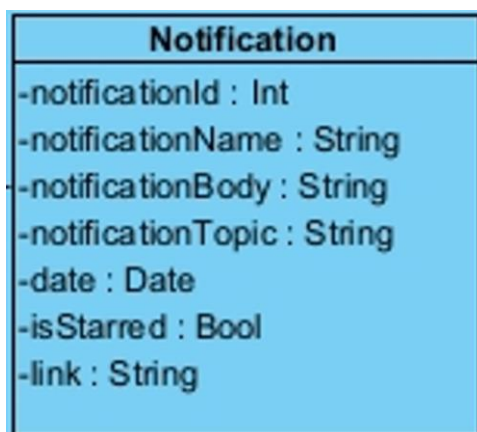 Notification
-notificationId : Int
-notificationName : String
-notificationBody : String
-notificationTopic : String
-date : Date
-isStarred : Bool
-link : String